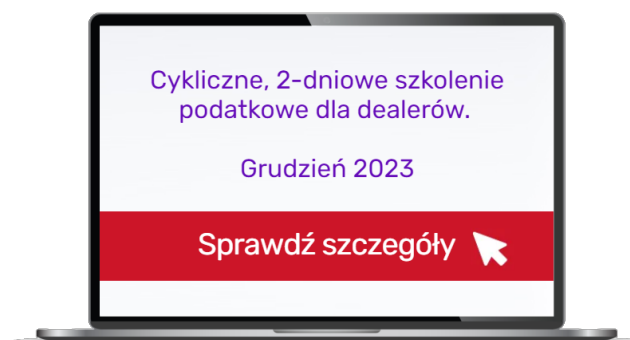 Cykliczne, 2-dniowe szkolenie
podatkowe dla dealerów.
Grudzień 2023
Sprawdź szczegóły